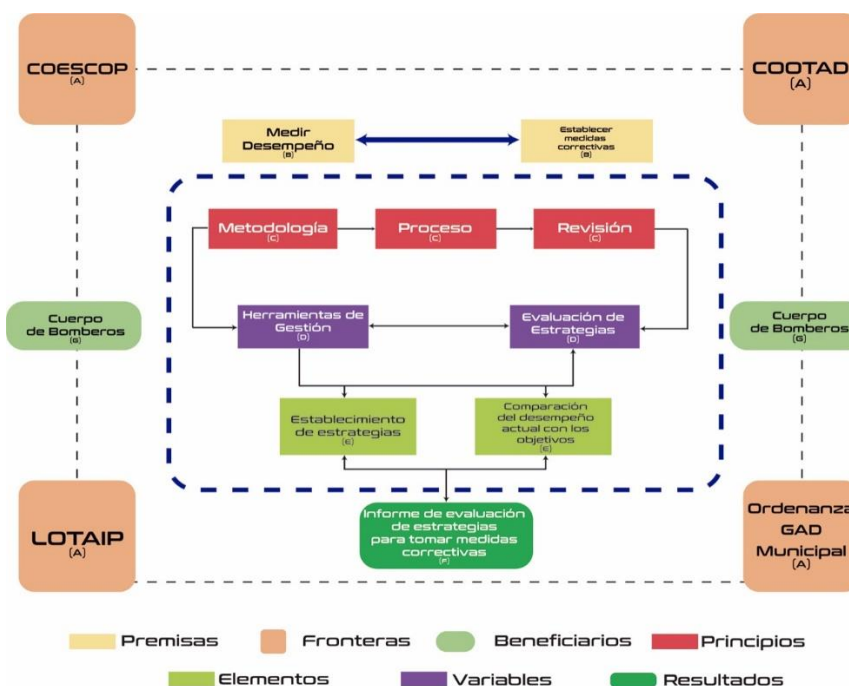 COESCOP
(A)
COOTAD
(A)
Medir
Desempeño
(B)
Establecer
medidas
correctivas
(B)
Metodología
(C)
Proceso
(C)
Revisión
(C)
Cuerpo
de Bomberos
(G)
Herramientas de
Gestión
(D)
Evaluación de
Estrategias
(D)
Cuerpo
de Bomberos
(G)
Establecimiento
de estrategias
(E)
Comparación
del desempeño
actual con los
objetivos
(E)
LOTAIP
(A)
Informe de evaluación
de estrategias
para tomar medidas
correctivas
(F)
Ordenanza
GAD
Municipal
(A)
Premisas
Fronteras
Beneficiarios
Principios
Elementos
Variables
Resultados